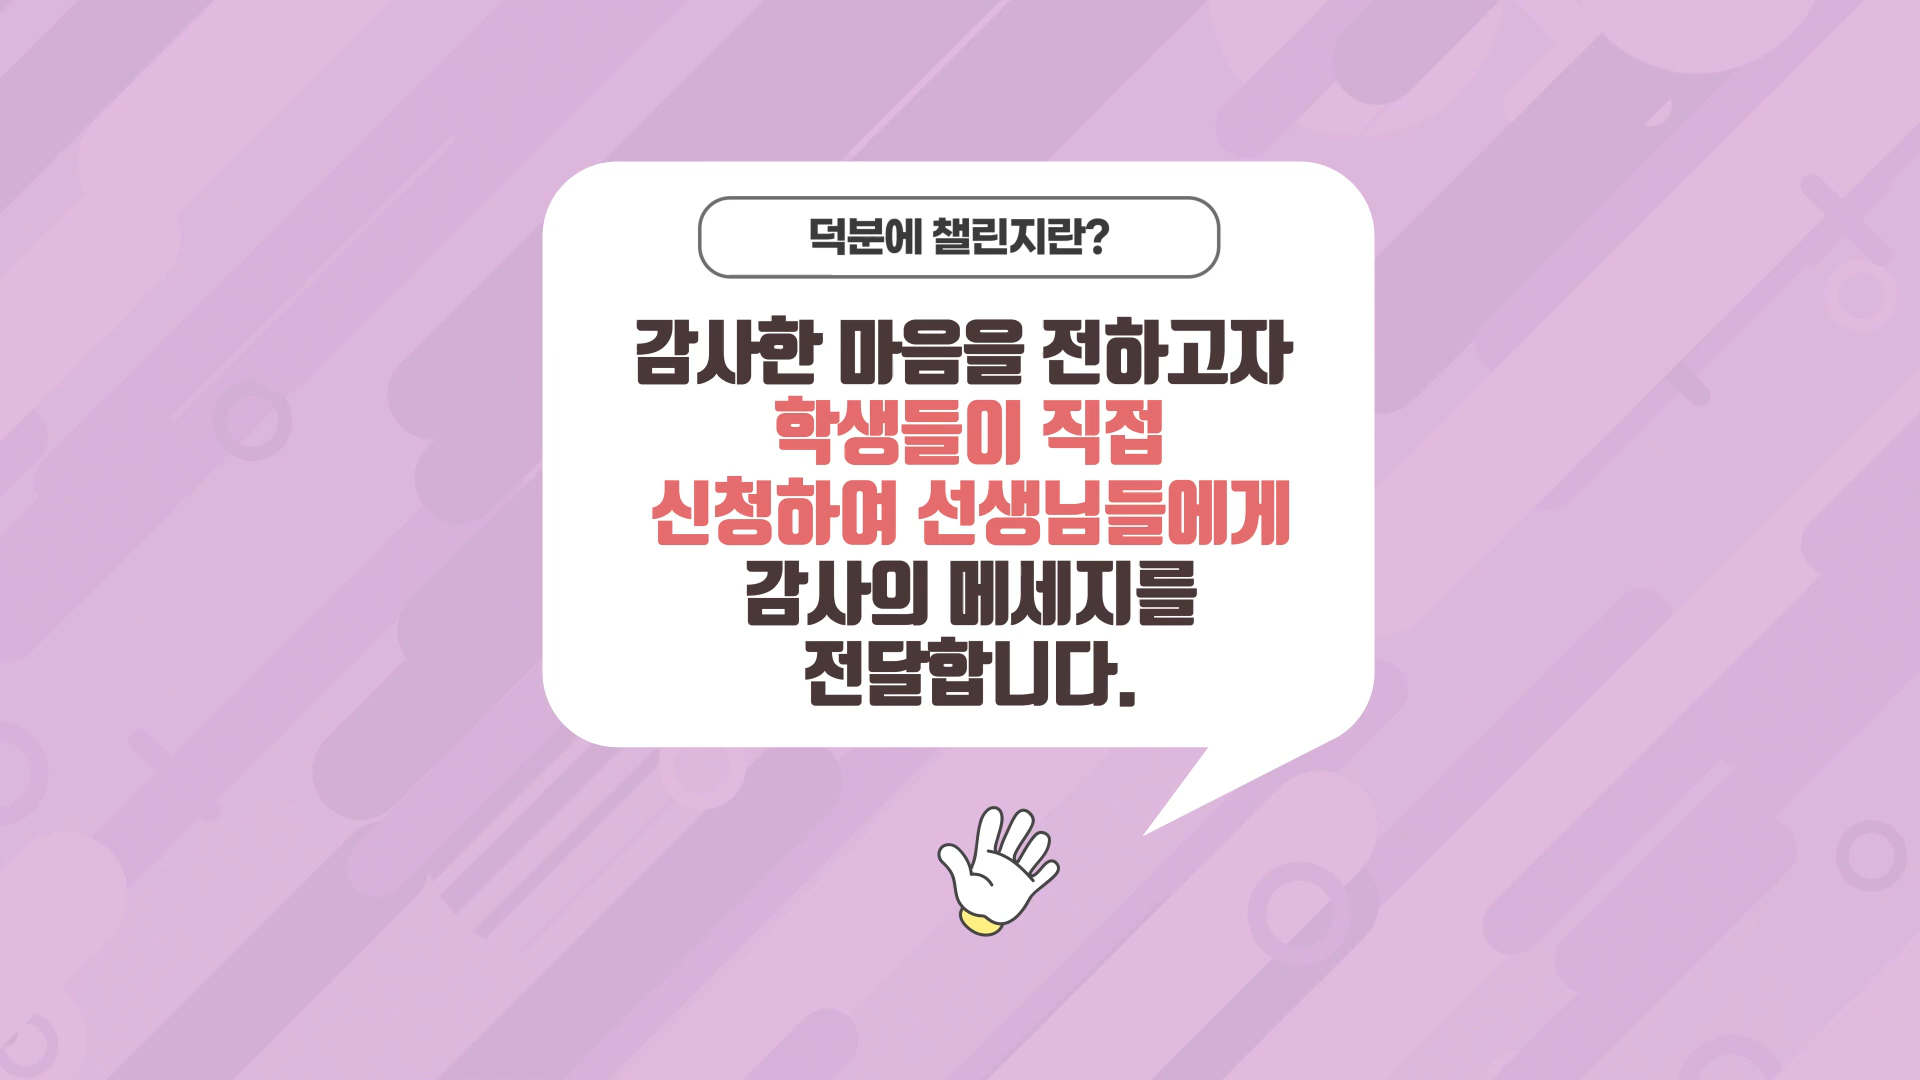 덕분에 챌린지란?
감사한 마음을 전하고자
학생들이 직접
신청하여 선생님들에게
감사의 메세지를
전달합니다.